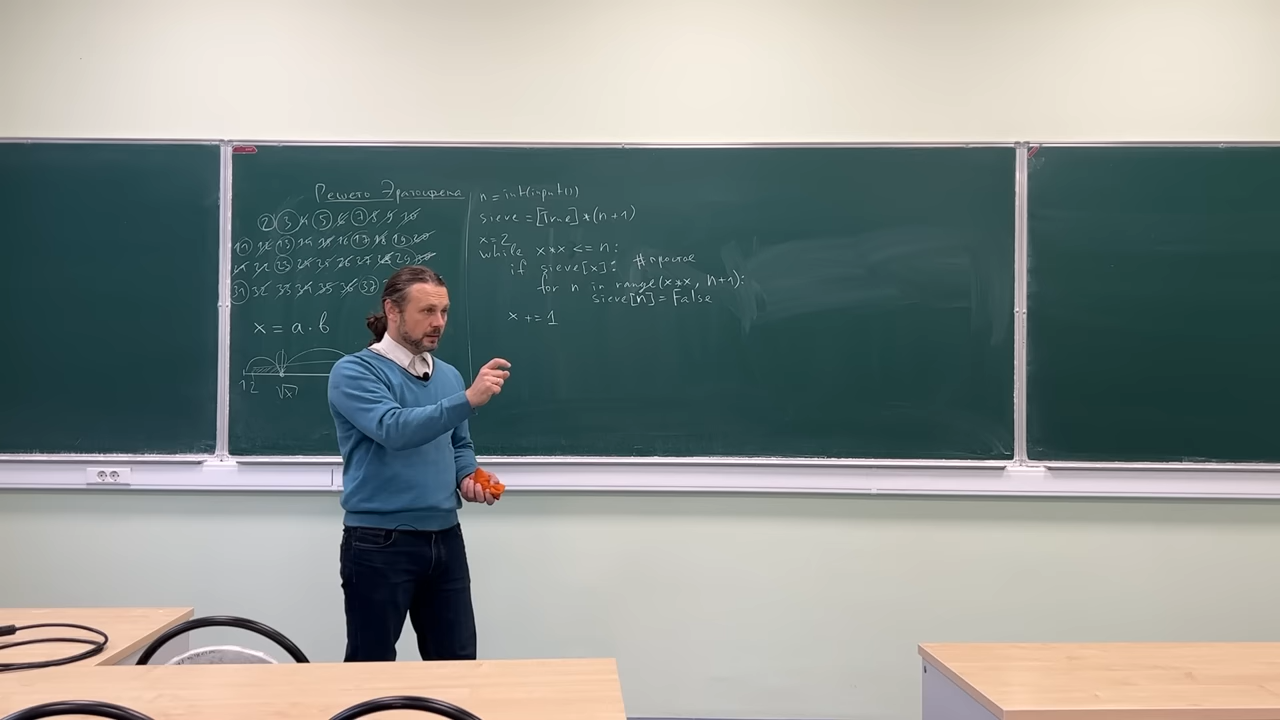 Решето Эратосфена
2 3 4 5 6 7 8 9 10
11 12 13 14 15 16 17 18 19 20
21 22 23 24 25 26 27 28 29 30
31 32 33 34 35 36 37
x = a · b
1 2 √x
n = int(input())
sieve = [True] * (n + 1)
x = 2
while x*x <= n:
if sieve[x]: # простое
for n in range(x*x, n+1):
sieve[n] = False
x += 1